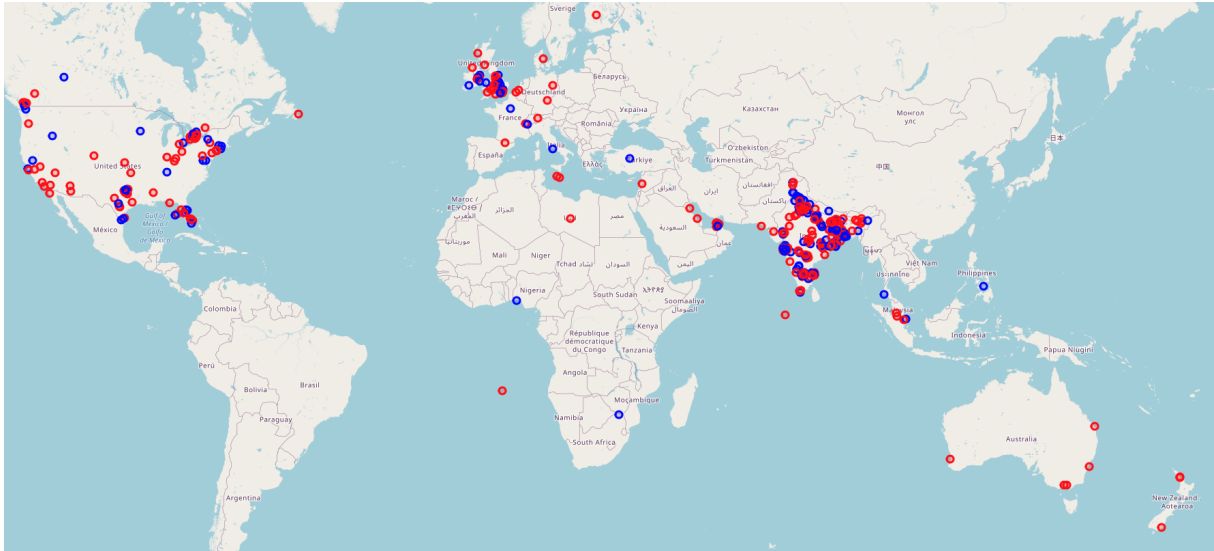 Sverige
United Kingdom
Беларусь
Deutschland
Україна
France
România
Italia
España
Ελλάς
Türkiye
Қазақстан
Монгол
улс
O'zbekiston
Turkmenistan
日本
中国
افغانستان
ایران
پاکستان
العراق
United States
México
Gulf of
Mexico /
Golfo
de México
Maroc /
ⵍⵎⵖⵔⵉⴱ /
المغرب
الجزائر
مصر
السعودية
موريتانيا
عمان
Mali
Niger
Tchad تشاد
السودان
اليمن
Việt Nam
ประเทศไทย
Philippines
Nigeria
South Sudan
ኢትዮጵያ
Soomaaliya
الصومال
Malaysia
Colombia
Kenya
Indonesia
République
démocratique
du Congo
Tanzania
Papua Niugini
Perú
Brasil
Angola
Bolivia
Moçambique
Paraguay
Namibia
South Africa
Australia
Argentina
New Zealand
Aotearoa